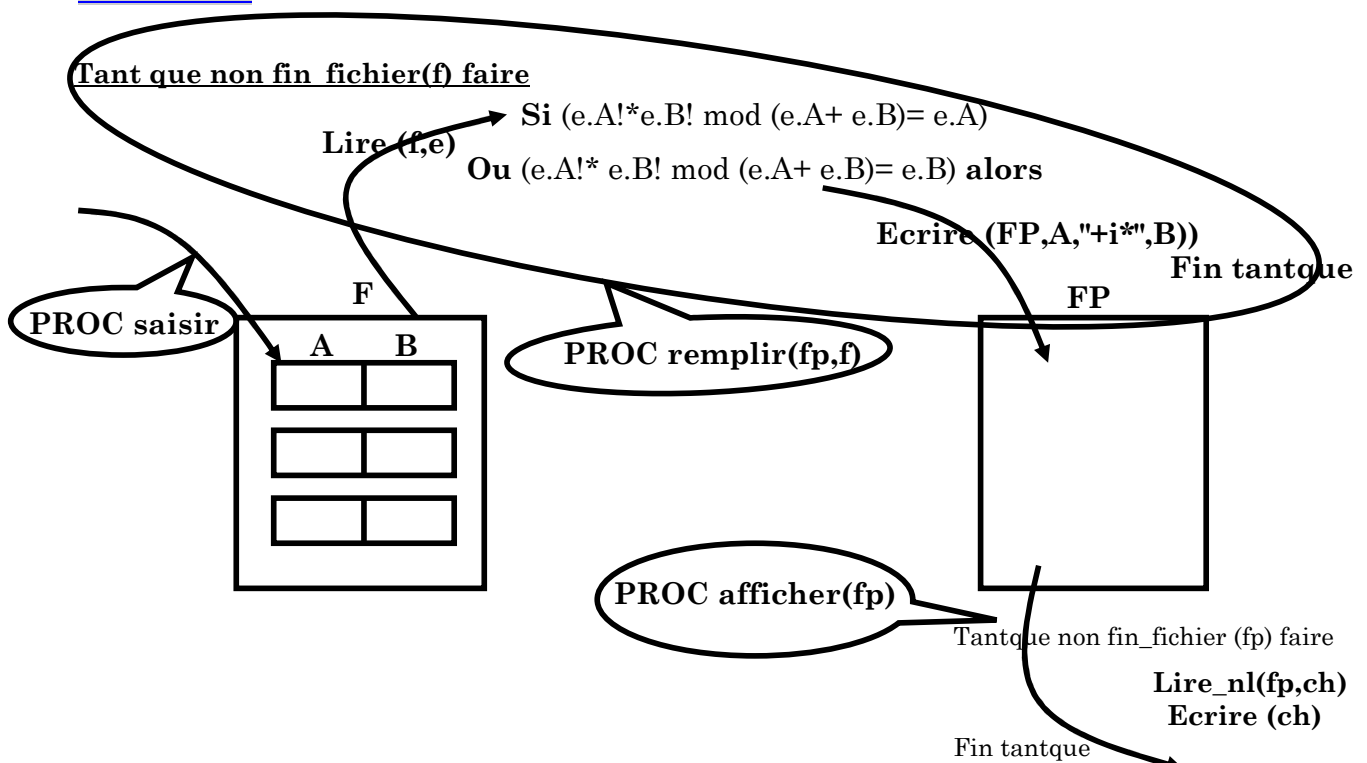 Tant que non fin_fichier(f) faire
Si (e.A!*e.B! mod (e.A+ e.B)= e.A)
Lire (f,e)
Ou (e.A!* e.B! mod (e.A+ e.B)= e.B) alors
Ecrire (FP,A,"+i*",B))
Fin tantque
F
FP
PROC saisir
A B
PROC remplir(fp,f)
PROC afficher(fp)
Tantque non fin_fichier (fp) faire
Lire_nl(fp,ch)
Ecrire (ch)
Fin tantque